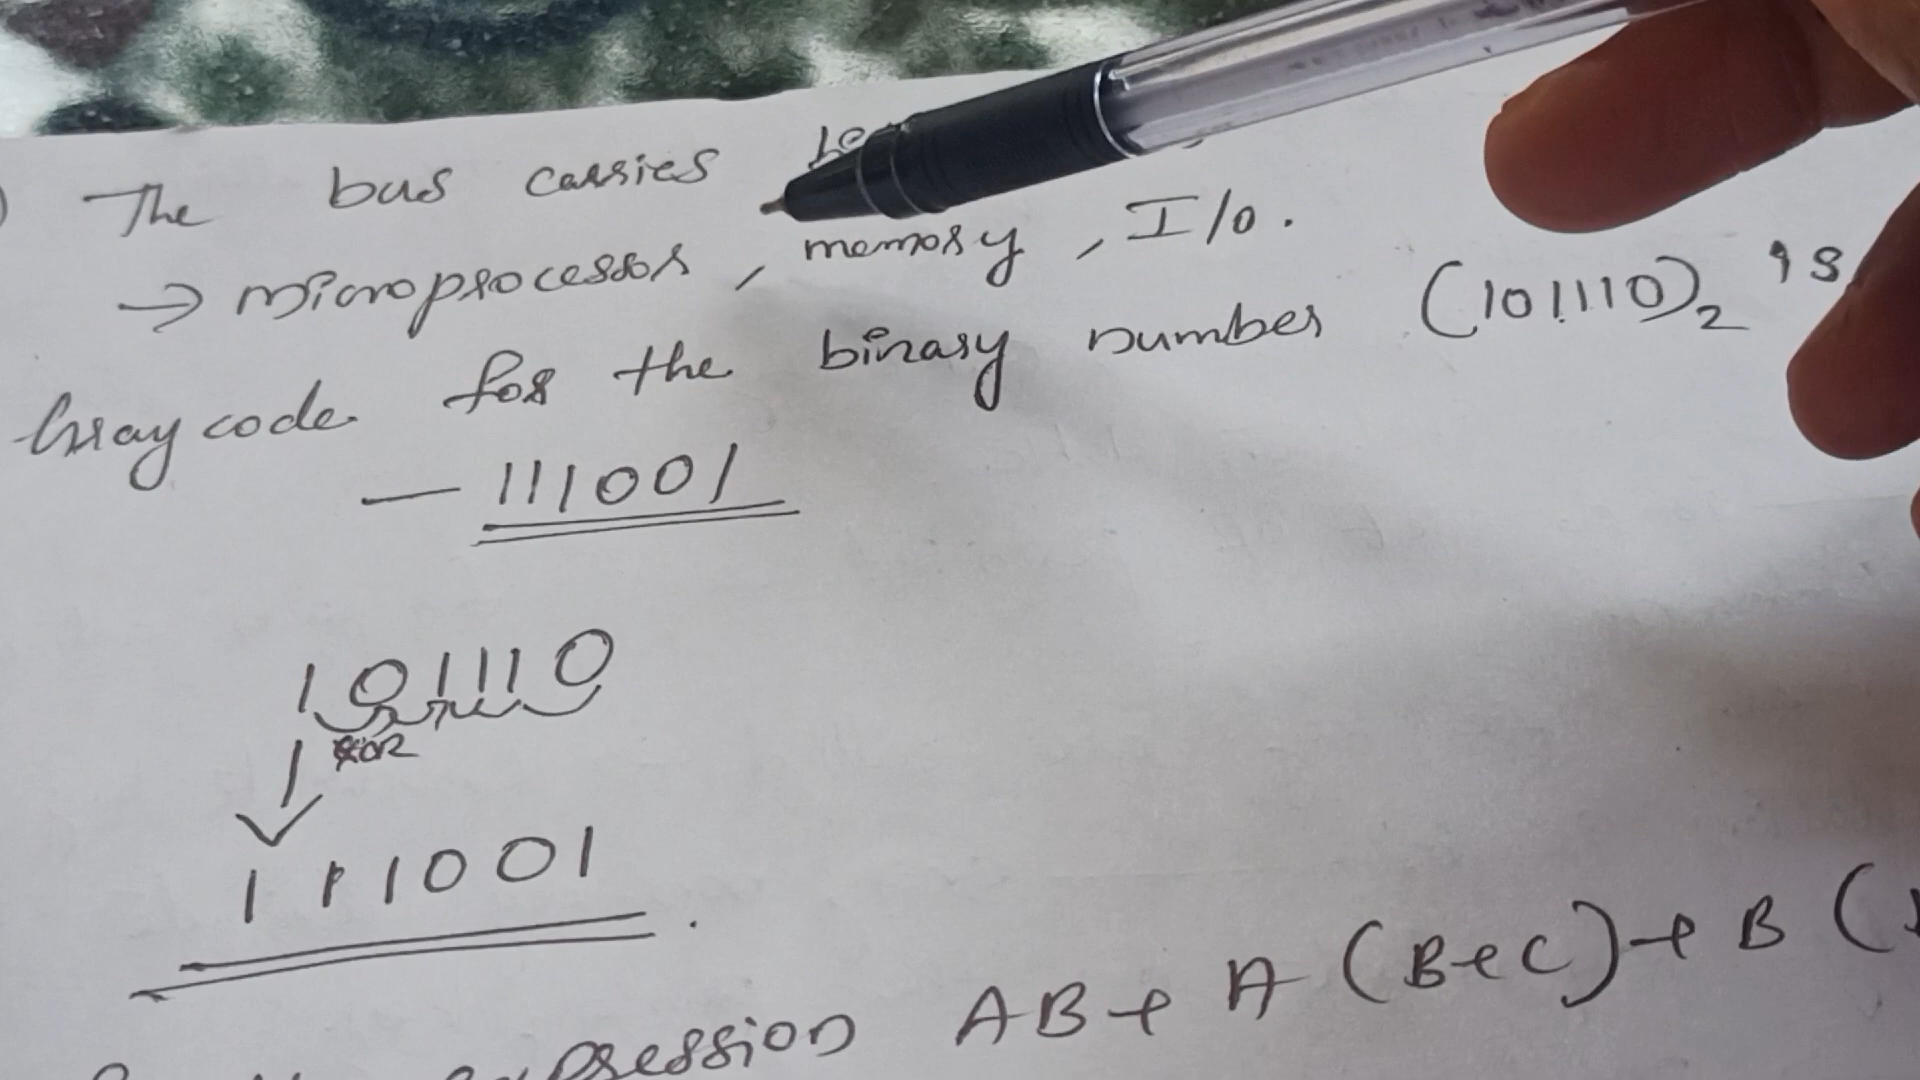 ) The bus carries
→ microprocessor, memory, I/O.
Gray code for the binary number (101110)2 is
— 111001
101110
XOR
111001.
expression AB + A (B+C) + B (